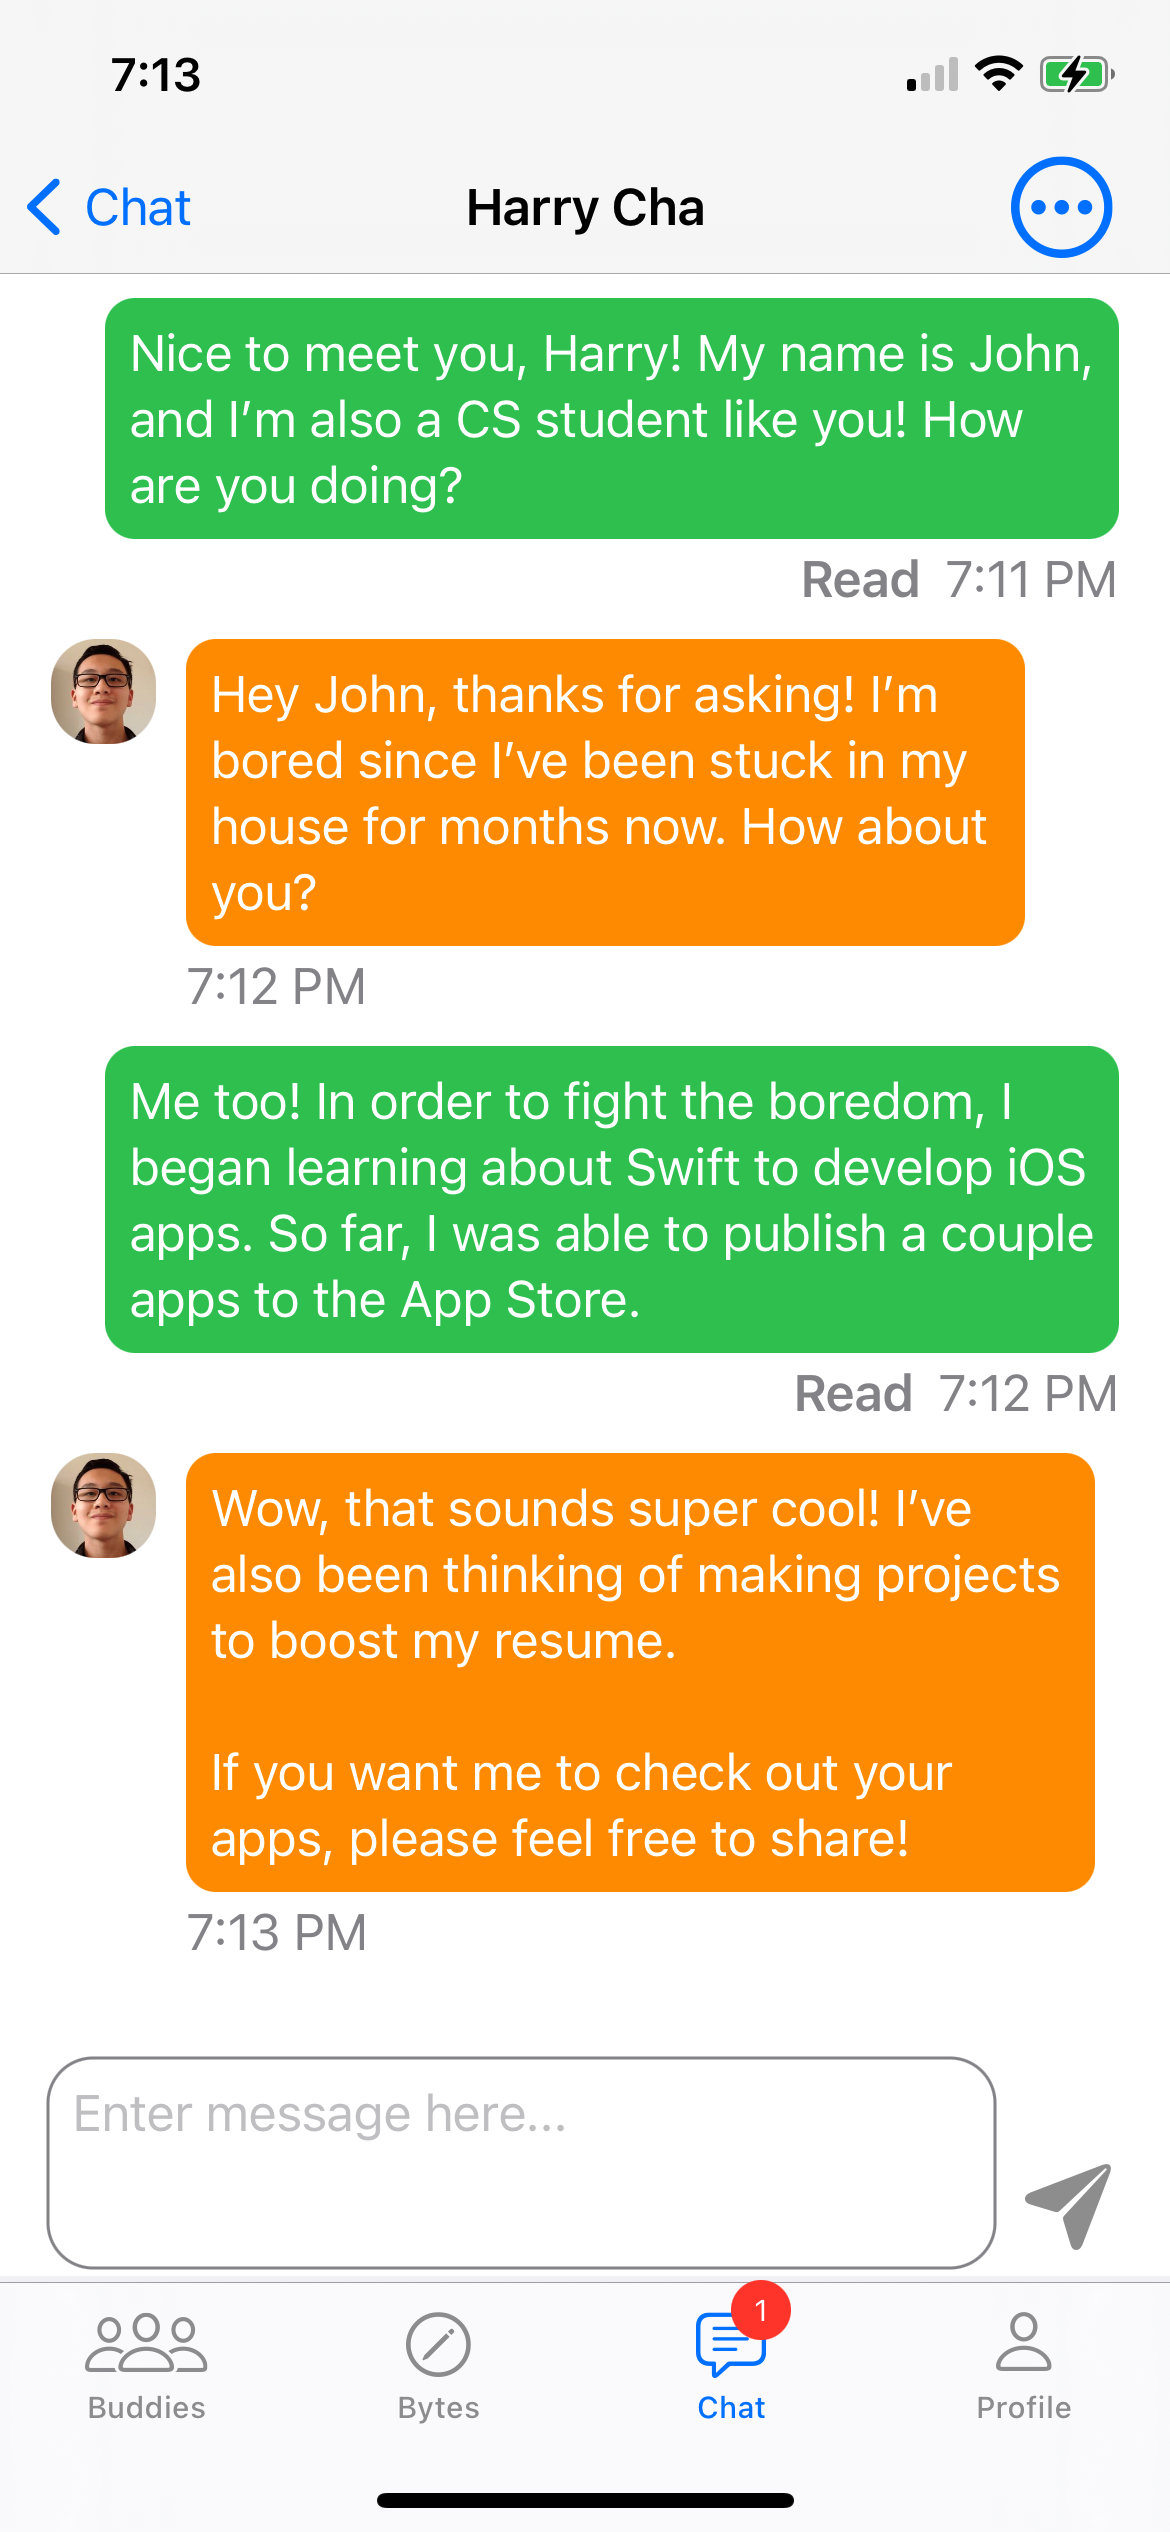 7:13
Chat
Harry Cha
Nice to meet you, Harry! My name is John,
and I’m also a CS student like you! How
are you doing?
Read 7:11 PM
Hey John, thanks for asking! I’m
bored since I’ve been stuck in my
house for months now. How about
you?
7:12 PM
Me too! In order to fight the boredom, I
began learning about Swift to develop iOS
apps. So far, I was able to publish a couple
apps to the App Store.
Read 7:12 PM
Wow, that sounds super cool! I’ve
also been thinking of making projects
to boost my resume.
If you want me to check out your
apps, please feel free to share!
7:13 PM
Enter message here...
1
Buddies
Bytes
Chat
Profile